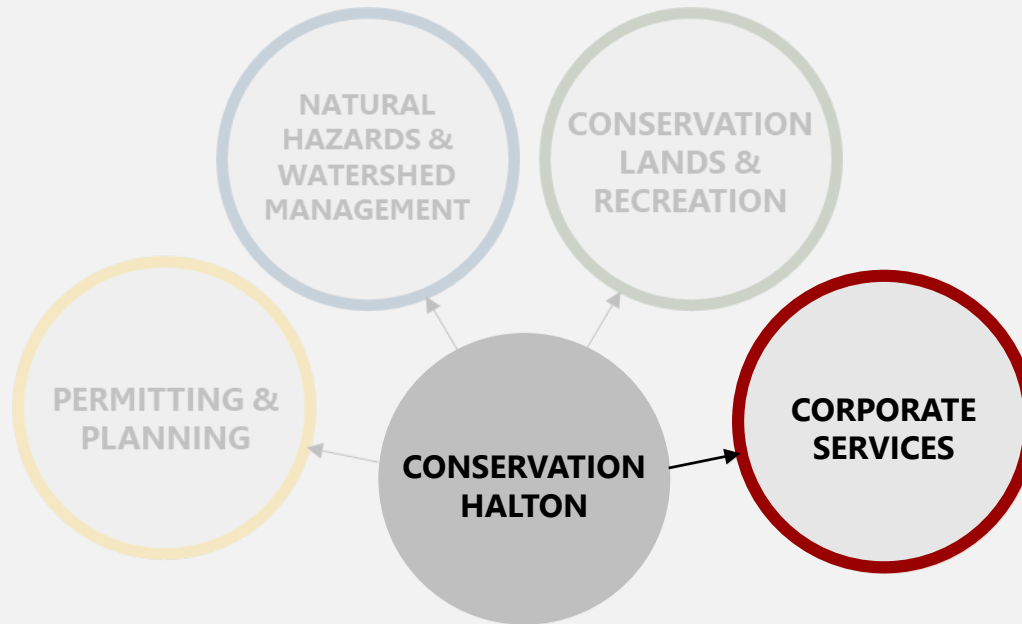 NATURAL
HAZARDS &
WATERSHED
MANAGEMENT
CONSERVATION
LANDS &
RECREATION
PERMITTING &
PLANNING
CONSERVATION
HALTON
CORPORATE
SERVICES